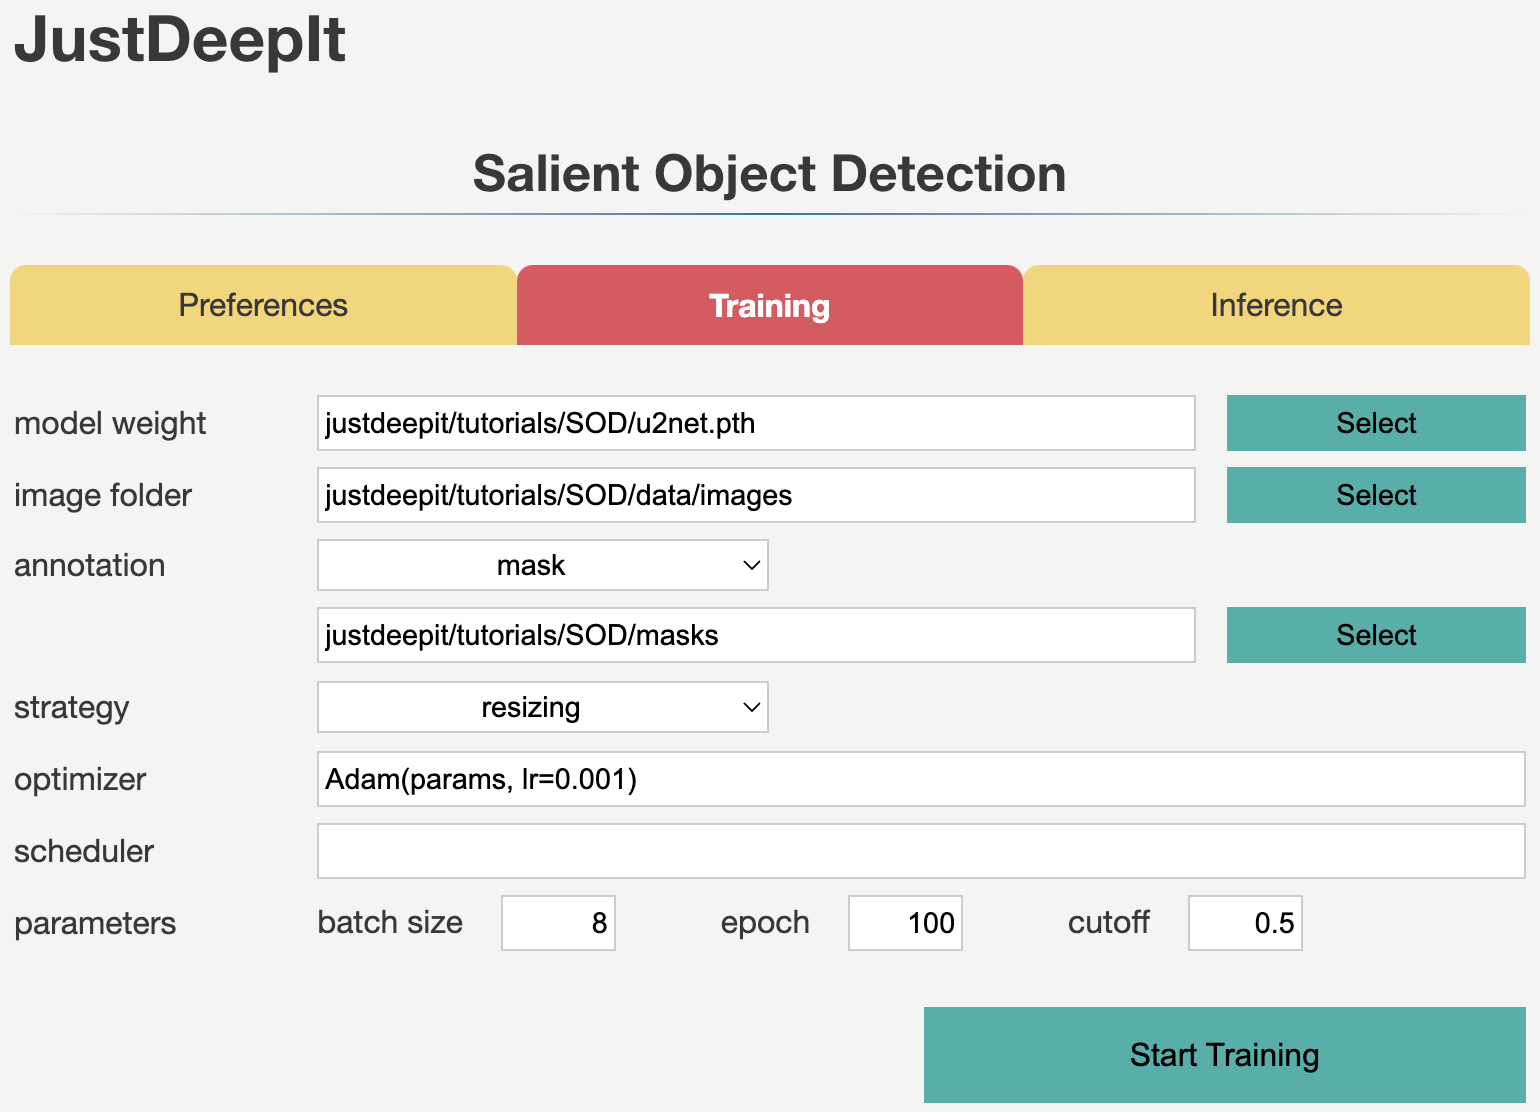 JustDeepIt
Salient Object Detection
Preferences Training Inference
model weight justdeepit/tutorials/SOD/u2net.pth Select
image folder justdeepit/tutorials/SOD/data/images Select
annotation mask
justdeepit/tutorials/SOD/masks Select
strategy resizing
optimizer Adam(params, lr=0.001)
scheduler
parameters batch size 8 epoch 100 cutoff 0.5
Start Training